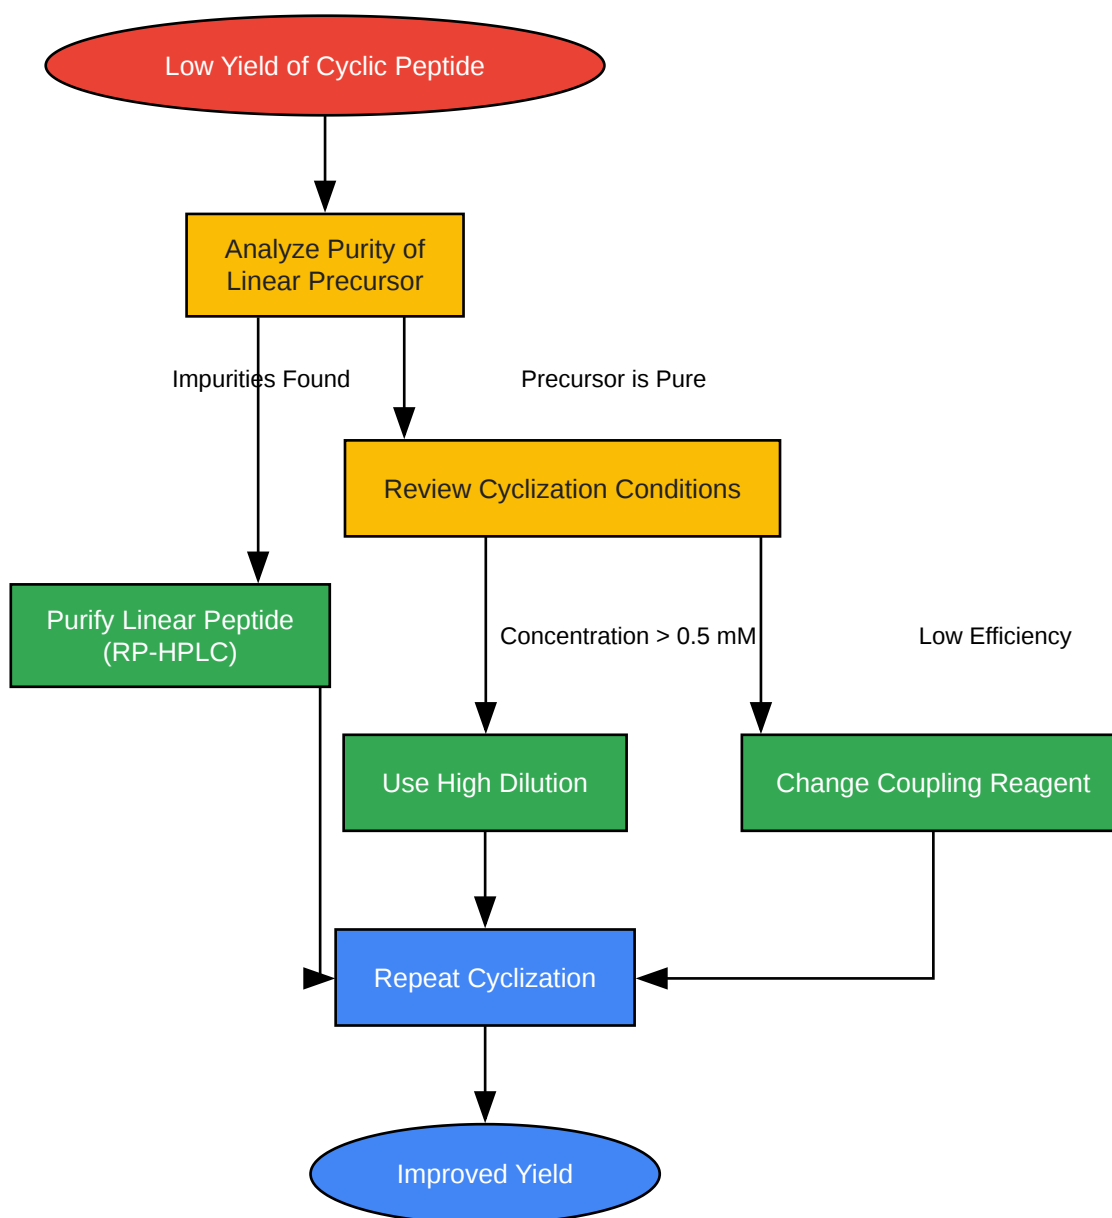 Low Yield of Cyclic Peptide
Analyze Purity of
Linear Precursor
Impurities Found
Precursor is Pure
Review Cyclization Conditions
Purify Linear Peptide
(RP-HPLC)
Concentration > 0.5 mM
Low Efficiency
Use High Dilution
Change Coupling Reagent
Repeat Cyclization
Improved Yield